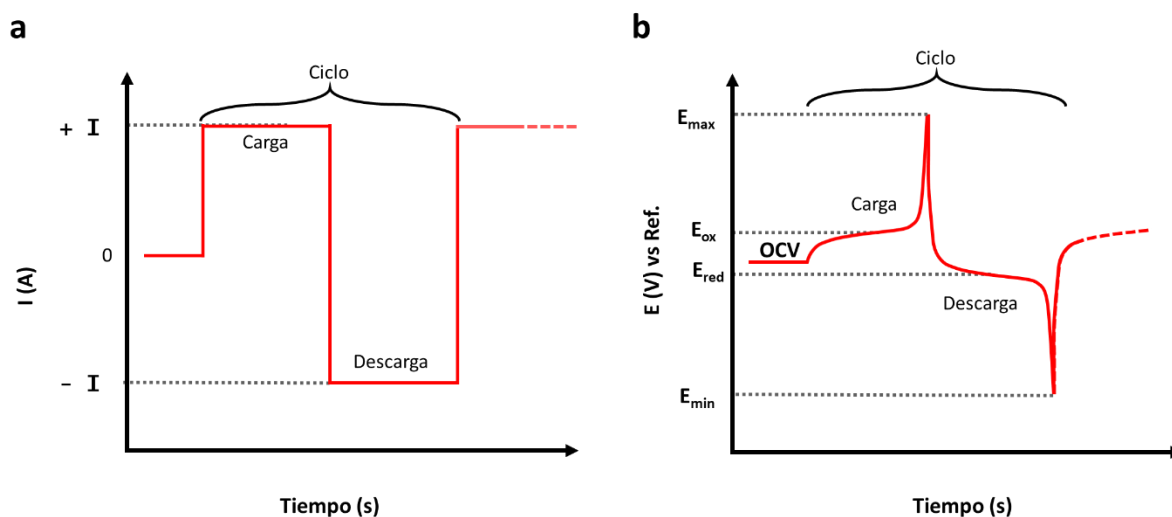 a
Ciclo
+ I
Carga
0
I (A)
Descarga
- I
Tiempo (s)
b
Ciclo
Emax
Carga
Eox
OCV
Ered
E (V) vs Ref.
Descarga
Emin
Tiempo (s)